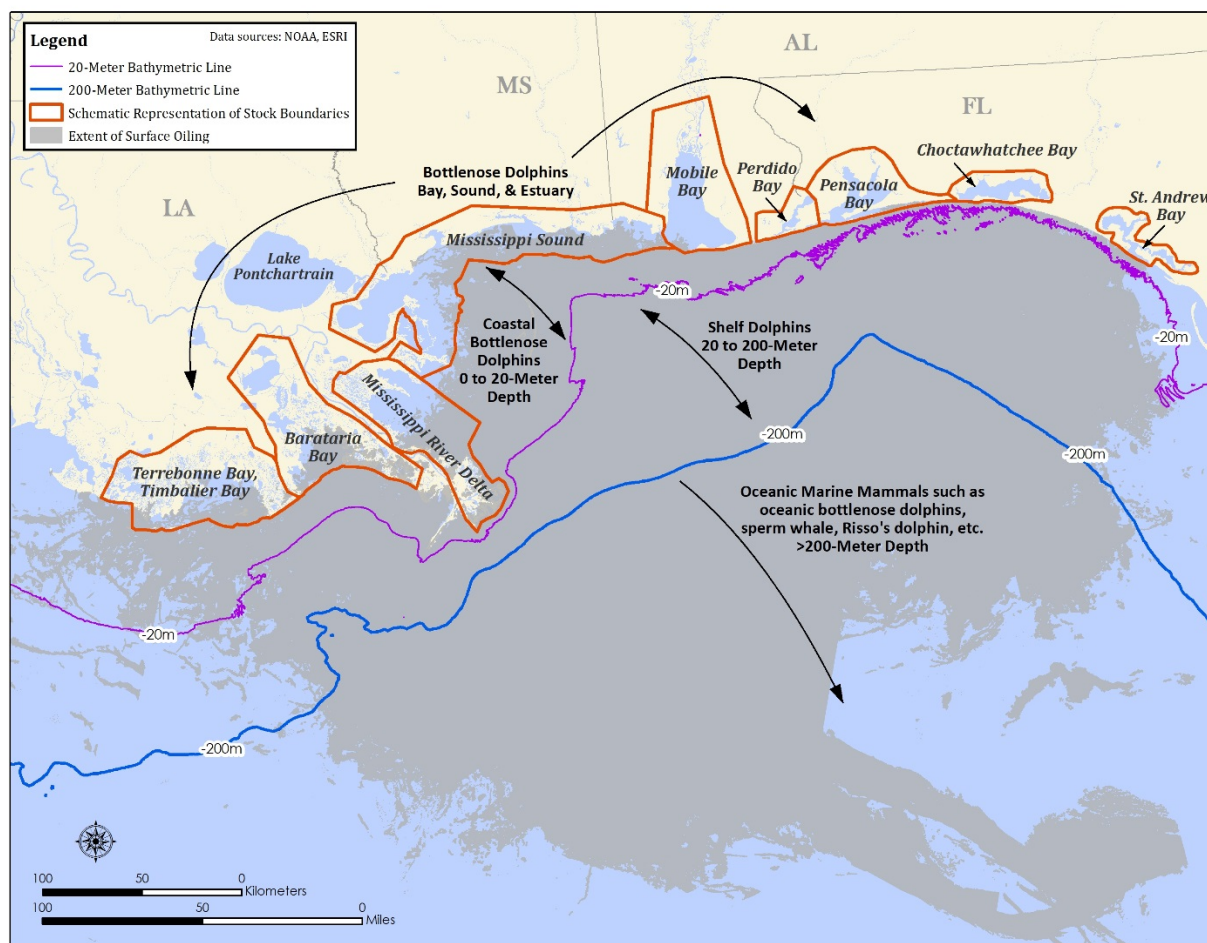 Legend
Data sources: NOAA, ESRI
20-Meter Bathymetric Line
200-Meter Bathymetric Line
Schematic Representation of Stock Boundaries
Extent of Surface Oiling
AL
MS
FL
LA
Bottlenose Dolphins
Bay, Sound, & Estuary
Mobile
Bay
Perdido
Bay
Pensacola
Bay
Choctawhatchee Bay
St. Andrew
Bay
Mississippi Sound
Lake
Pontchartrain
-20m
Coastal
Bottlenose
Dolphins
0 to 20-Meter
Depth
Shelf Dolphins
20 to 200-Meter
Depth
-20m
Mississippi River Delta
Barataria
Bay
Terrebonne Bay,
Timbalier Bay
-200m
-200m
Oceanic Marine Mammals such as
oceanic bottlenose dolphins,
sperm whale, Risso's dolphin, etc.
>200-Meter Depth
-20m
-200m
100 50 0
Kilometers
100 50 0
Miles